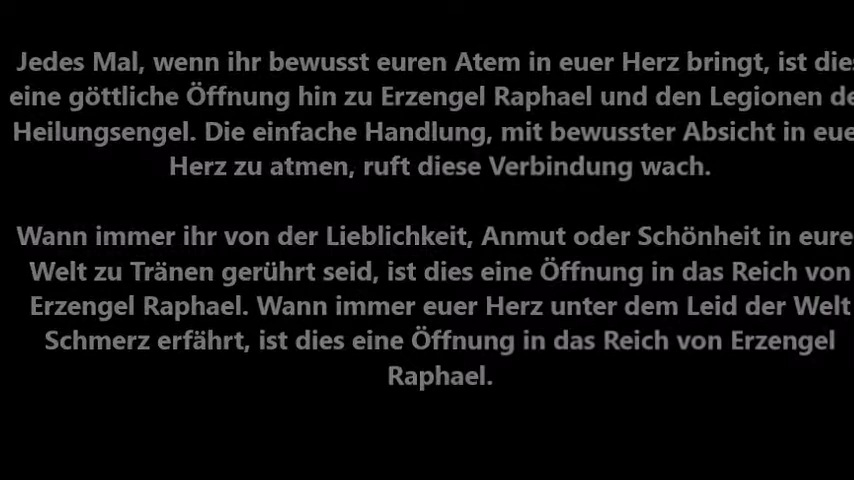 Jedes Mal, wenn ihr bewusst euren Atem in euer Herz bringt, ist dies
eine göttliche Öffnung hin zu Erzengel Raphael und den Legionen de
Heilungsengel. Die einfache Handlung, mit bewusster Absicht in eue
Herz zu atmen, ruft diese Verbindung wach.
Wann immer ihr von der Lieblichkeit, Anmut oder Schönheit in eure
Welt zu Tränen gerührt seid, ist dies eine Öffnung in das Reich von
Erzengel Raphael. Wann immer euer Herz unter dem Leid der Welt
Schmerz erfährt, ist dies eine Öffnung in das Reich von Erzengel
Raphael.